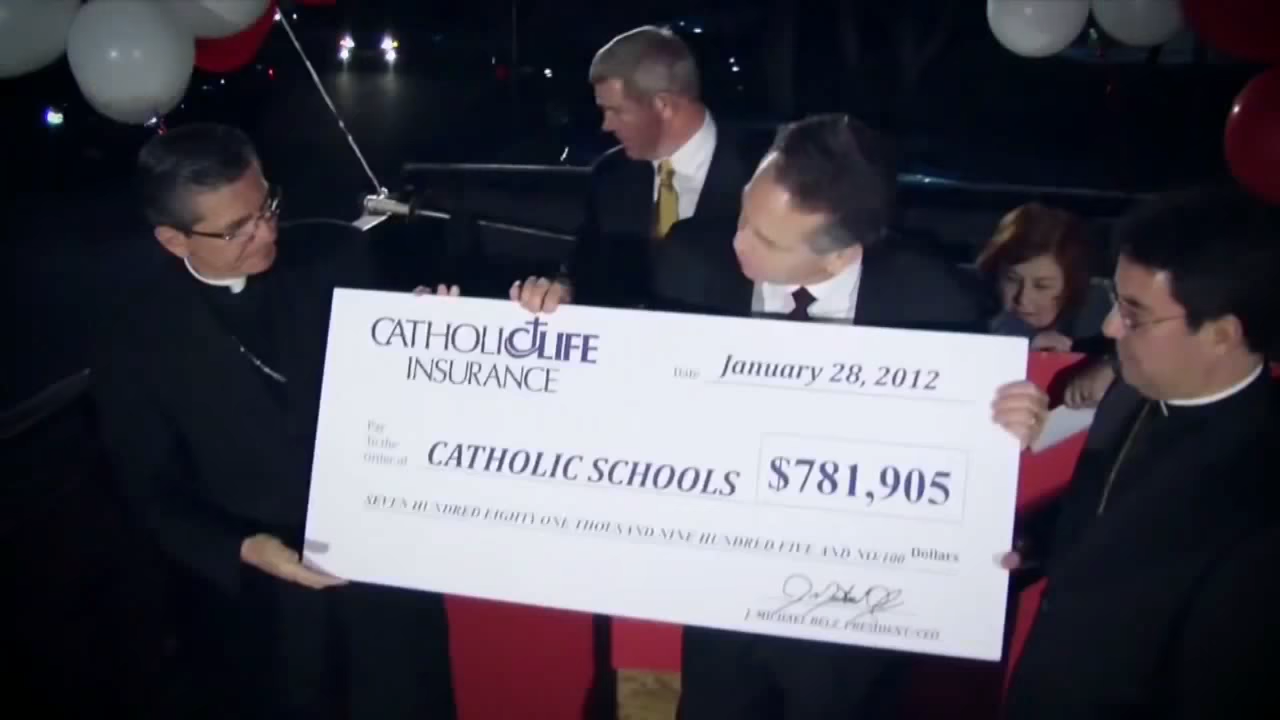 CATHOLIC LIFE
INSURANCE
Date January 28, 2012
Pay
to the
Order of CATHOLIC SCHOOLS $781,905
SEVEN HUNDRED EIGHTY ONE THOUSAND NINE HUNDRED FIVE AND NO/100 Dollars
J. MICHAEL BELZ, PRESIDENT/CEO